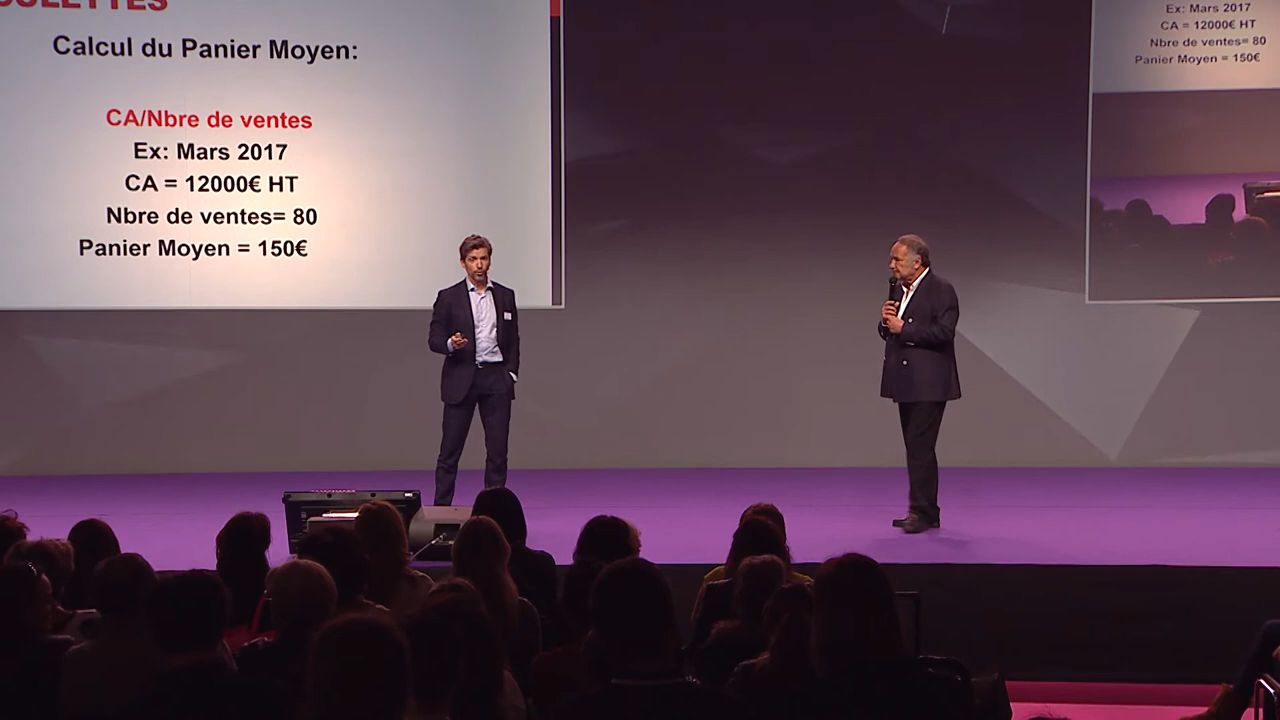 Calcul du Panier Moyen:
CA/Nbre de ventes
Ex: Mars 2017
CA = 12000€ HT
Nbre de ventes= 80
Panier Moyen = 150€
Ex: Mars 2017
CA = 12000€ HT
Nbre de ventes= 80
Panier Moyen = 150€